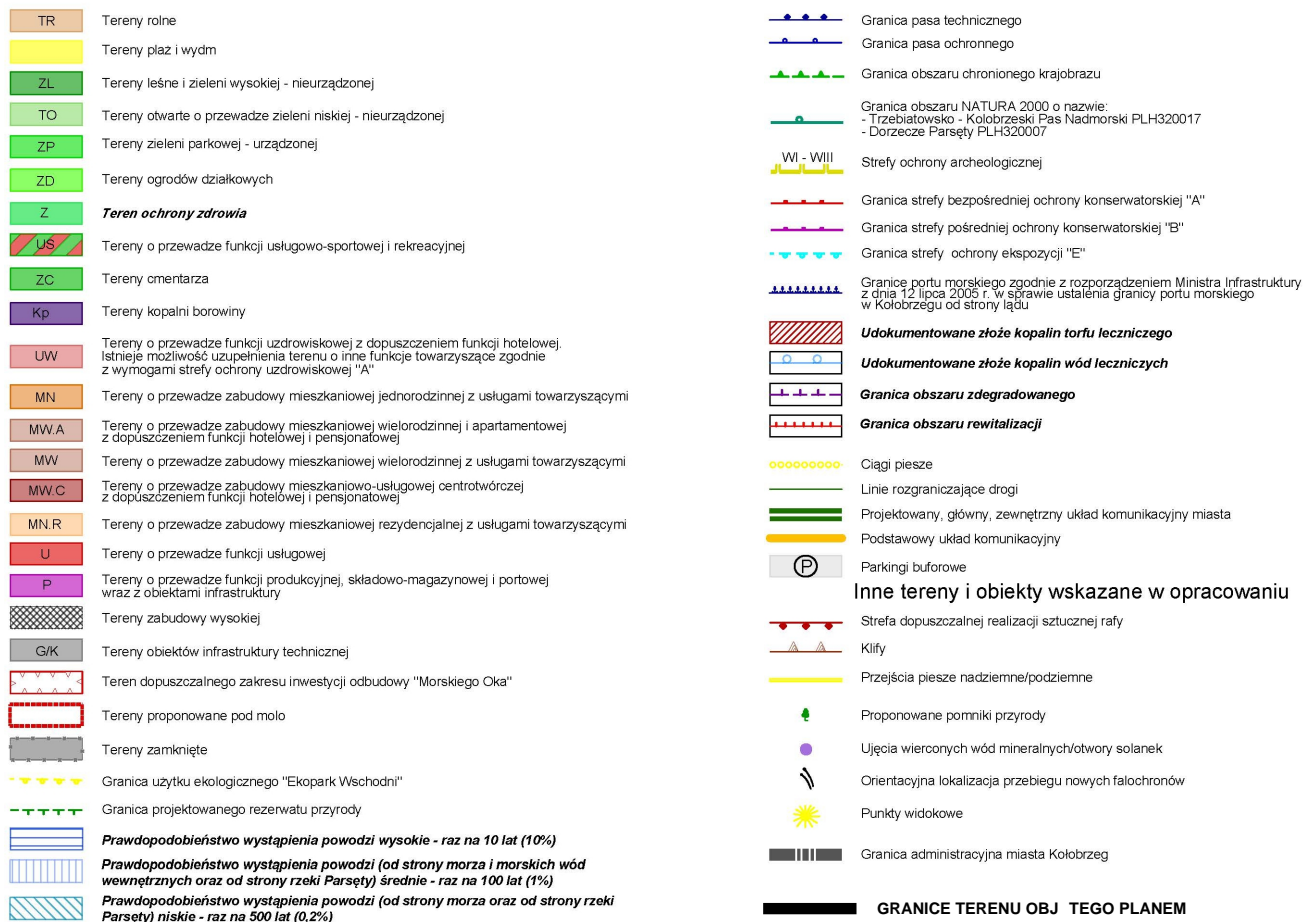 TR Tereny rolne
Tereny plaż i wydm
ZL Tereny leśne i zieleni wysokiej - nieurządzonej
TO Tereny otwarte o przewadze zieleni niskiej - nieurządzonej
ZP Tereny zieleni parkowej - urządzonej
ZD Tereny ogrodów działkowych
Z Teren ochrony zdrowia
US Tereny o przewadze funkcji usługowo-sportowej i rekreacyjnej
ZC Tereny cmentarza
Kp Tereny kopalni borowiny
UW Tereny o przewadze funkcji uzdrowiskowej z dopuszczeniem funkcji hotelowej.
Istnieje możliwość uzupełnienia terenu o inne funkcje towarzyszące zgodnie
z wymogami strefy ochrony uzdrowiskowej "A"
MN Tereny o przewadze zabudowy mieszkaniowej jednorodzinnej z usługami towarzyszącymi
MW.A Tereny o przewadze zabudowy mieszkaniowej wielorodzinnej i apartamentowej
z dopuszczeniem funkcji hotelowej i pensjonatowej
MW Tereny o przewadze zabudowy mieszkaniowej wielorodzinnej z usługami towarzyszącymi
MW.C Tereny o przewadze zabudowy mieszkaniowo-usługowej centrotwórczej
z dopuszczeniem funkcji hotelowej i pensjonatowej
MN.R Tereny o przewadze zabudowy mieszkaniowej rezydencjalnej z usługami towarzyszącymi
U Tereny o przewadze funkcji usługowej
P Tereny o przewadze funkcji produkcyjnej, składowo-magazynowej i portowej
wraz z obiektami infrastruktury
Tereny zabudowy wysokiej
G/K Tereny obiektów infrastruktury technicznej
Teren dopuszczalnego zakresu inwestycji odbudowy "Morskiego Oka"
Tereny proponowane pod molo
Tereny zamknięte
Granica użytku ekologicznego "Ekopark Wschodni"
Granica projektowanego rezerwatu przyrody
Prawdopodobieństwo wystąpienia powodzi wysokie - raz na 10 lat (10%)
Prawdopodobieństwo wystąpienia powodzi (od strony morza i morskich wód
wewnętrznych oraz od strony rzeki Parsęty) średnie - raz na 100 lat (1%)
Prawdopodobieństwo wystąpienia powodzi (od strony morza oraz od strony rzeki
Parsęty) niskie - raz na 500 lat (0,2%)
Granica pasa technicznego
Granica pasa ochronnego
Granica obszaru chronionego krajobrazu
Granica obszaru NATURA 2000 o nazwie:
- Trzebiatowsko - Kolobrzeski Pas Nadmorski PLH320017
- Dorzecze Parsęty PLH320007
WI - WIII Strefy ochrony archeologicznej
Granica strefy bezpośredniej ochrony konserwatorskiej "A"
Granica strefy pośredniej ochrony konserwatorskiej "B"
Granica strefy ochrony ekspozycji "E"
Granice portu morskiego zgodnie z rozporządzeniem Ministra Infrastruktury
z dnia 12 lipca 2005 r. w sprawie ustalenia granicy portu morskiego
w Kołobrzegu od strony lądu
Udokumentowane złoże kopalin torfu leczniczego
Udokumentowane złoże kopalin wód leczniczych
Granica obszaru zdegradowanego
Granica obszaru rewitalizacji
Ciągi piesze
Linie rozgraniczające drogi
Projektowany, główny, zewnętrzny układ komunikacyjny miasta
Podstawowy układ komunikacyjny
P Parkingi buforowe
Inne tereny i obiekty wskazane w opracowaniu
Strefa dopuszczalnej realizacji sztucznej rafy
Klify
Przejścia piesze nadziemne/podziemne
Proponowane pomniki przyrody
Ujęcia wierconych wód mineralnych/otwory solanek
Orientacyjna lokalizacja przebiegu nowych falochronów
Punkty widokowe
Granica administracyjna miasta Kołobrzeg
GRANICE TERENU OBJ TEGO PLANEM